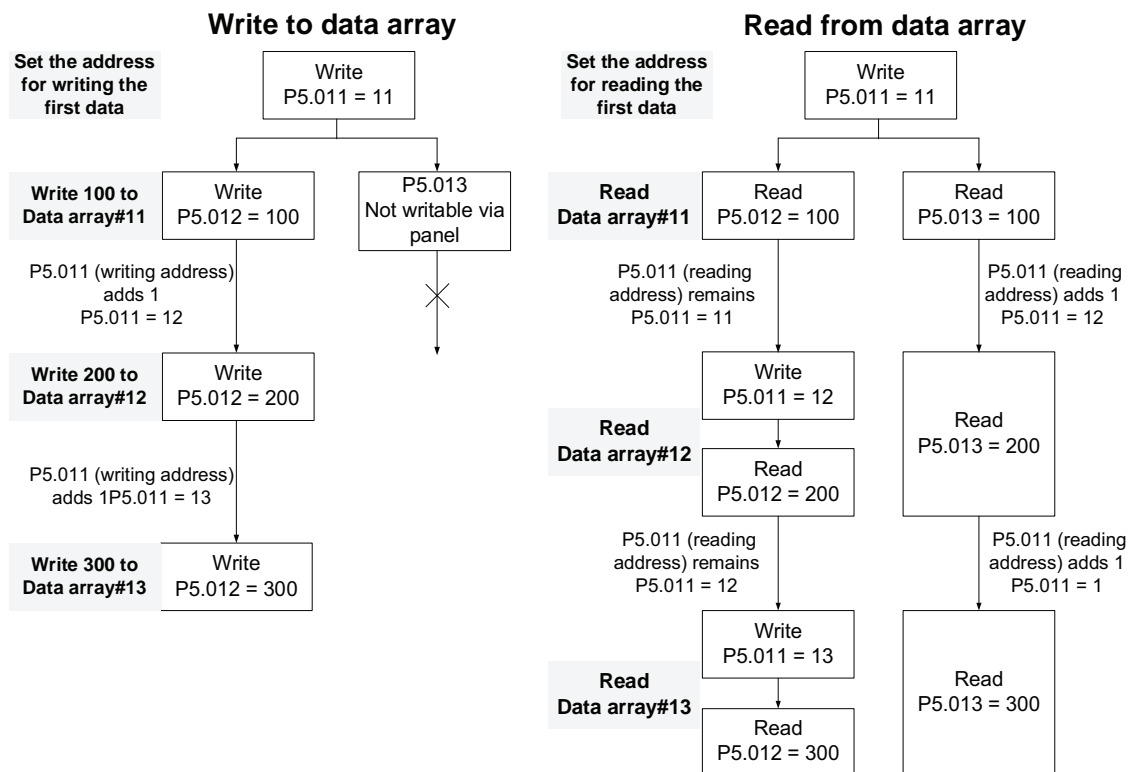 Write to data array
Set the address
for writing the
first data
Write
P5.011 = 11
Write 100 to
Data array#11
Write
P5.012 = 100
P5.013
Not writable via
panel
P5.011 (writing address)
adds 1
P5.011 = 12
Write 200 to
Data array#12
Write
P5.012 = 200
P5.011 (writing address)
adds 1P5.011 = 13
Write 300 to
Data array#13
Write
P5.012 = 300
Read from data array
Set the address
for reading the
first data
Write
P5.011 = 11
Read
Data array#11
Read
P5.012 = 100
Read
P5.013 = 100
P5.011 (reading
address) remains
P5.011 = 11
P5.011 (reading
address) adds 1
P5.011 = 12
Read
Data array#12
Write
P5.011 = 12
Read
P5.012 = 200
Read
P5.013 = 200
P5.011 (reading
address) remains
P5.011 = 12
P5.011 (reading
address) adds 1
P5.011 = 1
Read
Data array#13
Write
P5.011 = 13
Read
P5.012 = 300
Read
P5.013 = 300